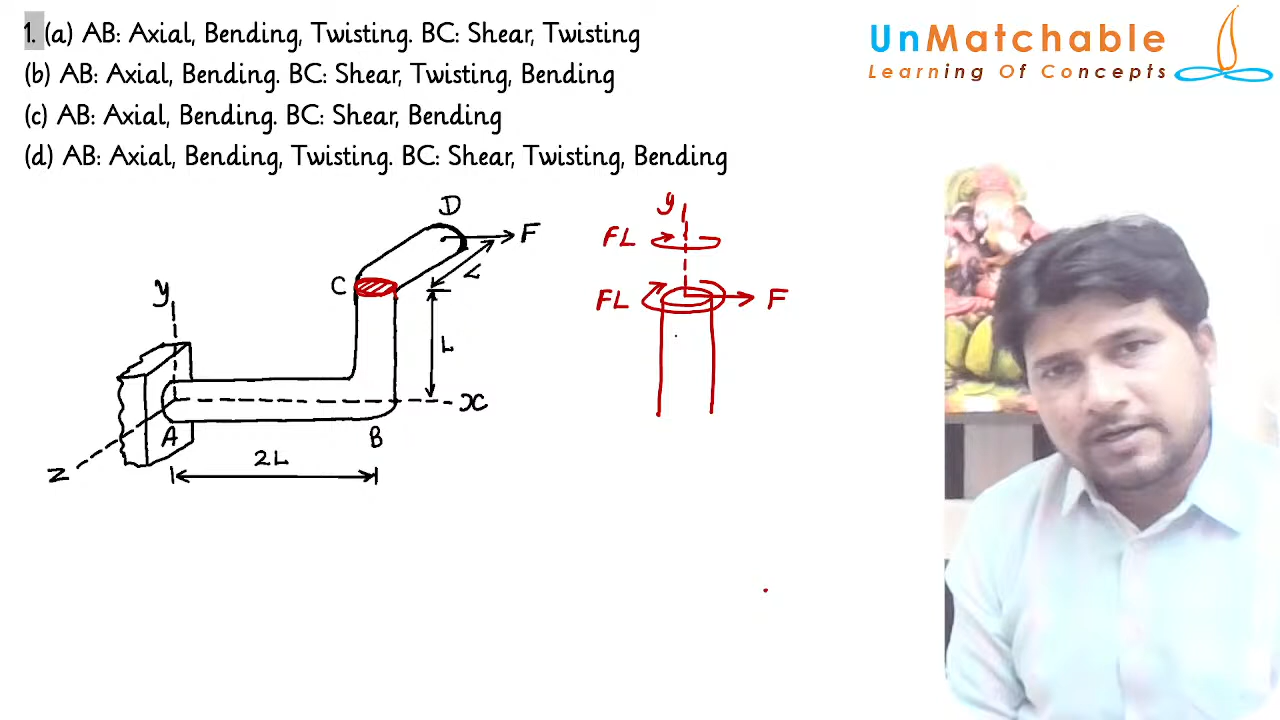 1. (a) AB: Axial, Bending, Twisting. BC: Shear, Twisting
(b) AB: Axial, Bending. BC: Shear, Twisting, Bending
(c) AB: Axial, Bending. BC: Shear, Bending
(d) AB: Axial, Bending, Twisting. BC: Shear, Twisting, Bending
UnMatchable
Learning Of Concepts
D
F
L
C
y
L
x
A
B
z
2L
y
FL
FL
F